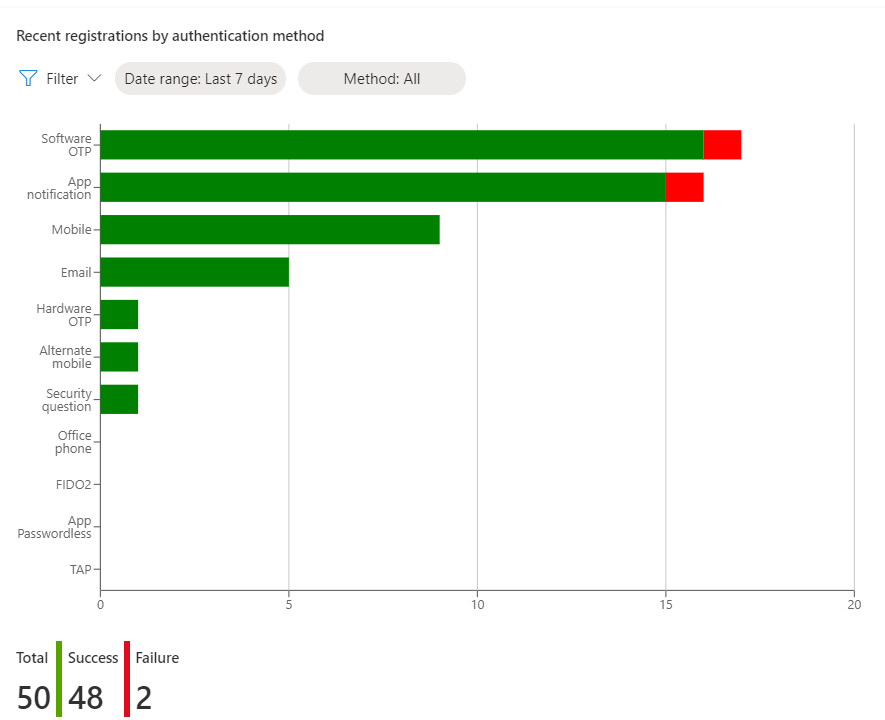 Recent registrations by authentication method
Filter
Date range: Last 7 days
Method: All
Software
OTP
App
notification
Mobile
Email
Hardware
OTP
Alternate
mobile
Security
question
Office
phone
FIDO2
App
Passwordless
TAP
0 5 10 15 20
Total Success Failure
50 48 2